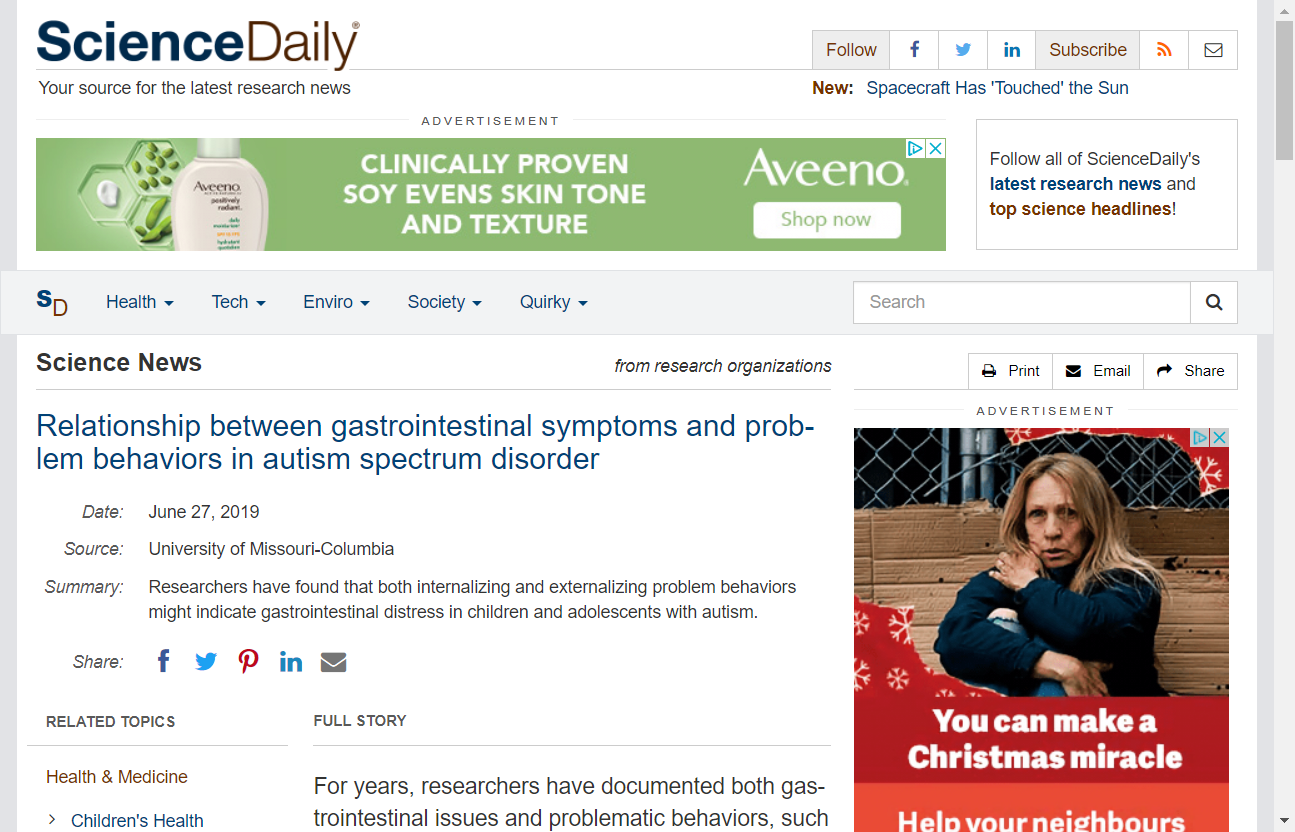 ScienceDaily®
Your source for the latest research news
Follow
Subscribe
New: Spacecraft Has 'Touched' the Sun
ADVERTISEMENT
Aveeno
positively
radiant
CLINICALLY PROVEN
SOY EVENS SKIN TONE
AND TEXTURE
Aveeno.
Shop now
Follow all of ScienceDaily's
latest research news and
top science headlines!
SD
Health
Tech
Enviro
Society
Quirky
Search
Science News
from research organizations
Print
Email
Share
Relationship between gastrointestinal symptoms and prob-
lem behaviors in autism spectrum disorder
Date: June 27, 2019
Source: University of Missouri-Columbia
Summary: Researchers have found that both internalizing and externalizing problem behaviors
might indicate gastrointestinal distress in children and adolescents with autism.
Share:
RELATED TOPICS
Health & Medicine
Children's Health
FULL STORY
For years, researchers have documented both gas-
trointestinal issues and problematic behaviors, such
ADVERTISEMENT
You can make a
Christmas miracle
Help your neighbours